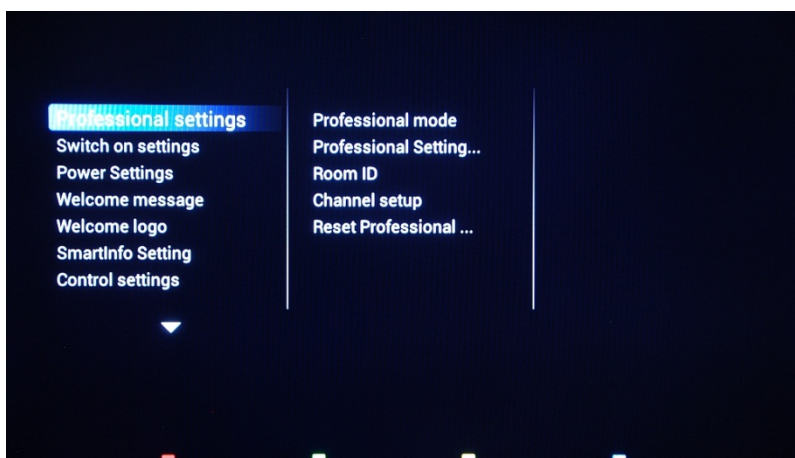 Professional settings
Switch on settings
Power Settings
Welcome message
Welcome logo
SmartInfo Setting
Control settings
Professional mode
Professional Setting...
Room ID
Channel setup
Reset Professional ...